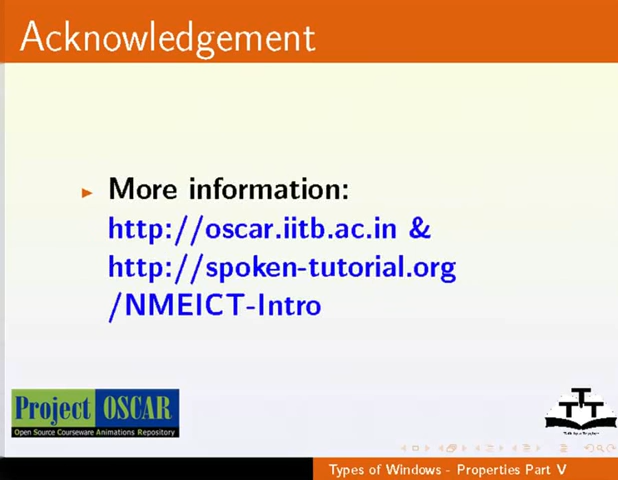 Acknowledgement
More information:
http://oscar.iitb.ac.in &
http://spoken-tutorial.org
/NMEICT-Intro
Project OSCAR
Open Source Courseware Animations Repository
TTT
Types of Windows - Properties Part V